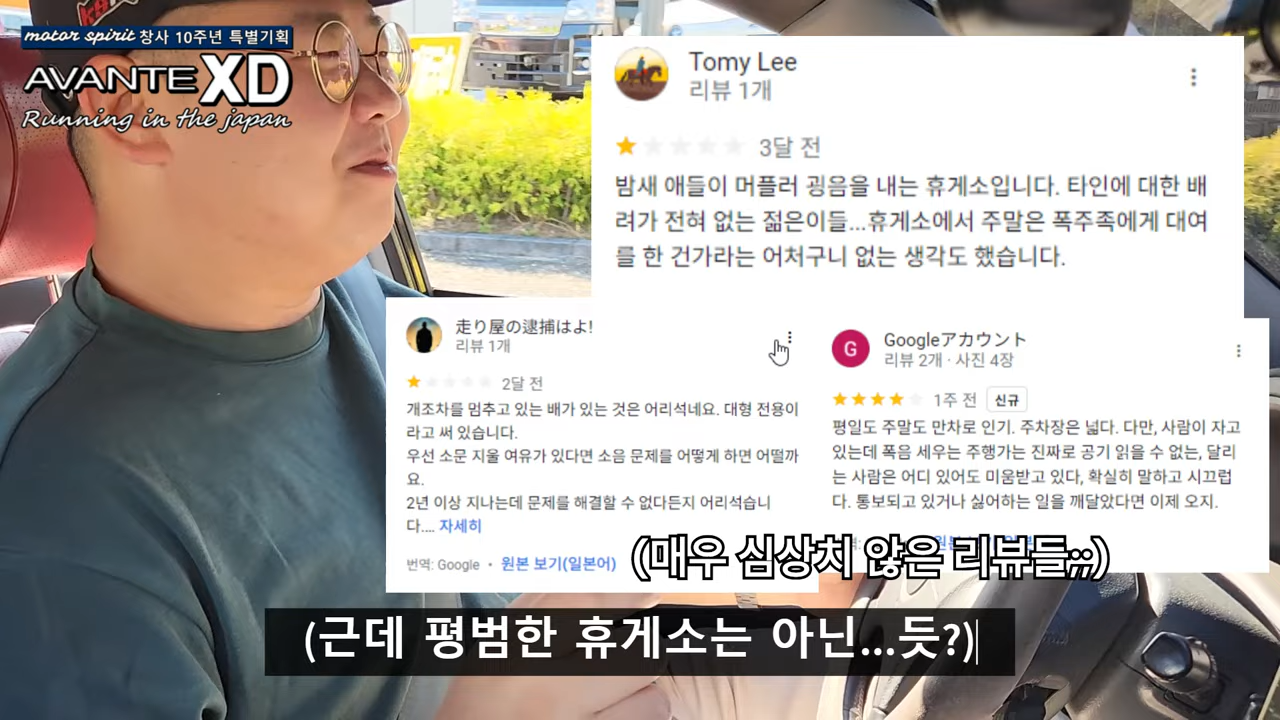 motor spirit 창사 10주년 특별기획
AVANTE XD
Running in the japan
Tomy Lee
리뷰 1개
3달 전
밤새 애들이 머플러 굉음을 내는 휴게소입니다. 타인에 대한 배
려가 전혀 없는 젊은이들...휴게소에서 주말은 폭주족에게 대여
를 한 건가라는 어처구니 없는 생각도 했습니다.
走り屋の逮捕はよ!
리뷰 1개
2달 전
개조차를 멈추고 있는 배가 있는 것은 어리석네요. 대형 전용이
라고 써 있습니다.
우선 소문 지울 여유가 있다면 소음 문제를 어떻게 하면 어떨까
요.
2년 이상 지나는데 문제를 해결할 수 없다든지 어리석습니
다.... 자세히
번역: Google • 원본 보기(일본어)
G
Googleアカウント
리뷰 2개 · 사진 4장
1주 전 신규
평일도 주말도 만차로 인기. 주차장은 넓다. 다만, 사람이 자고
있는데 폭음 세우는 주행가는 진짜로 공기 읽을 수 없는, 달리
는 사람은 어디 있어도 미움받고 있다, 확실히 말하고 시끄럽
다. 통보되고 있거나 싫어하는 일을 깨달았다면 이제 오지.
(매우 심상치 않은 리뷰들;;)
(근데 평범한 휴게소는 아닌...듯?)